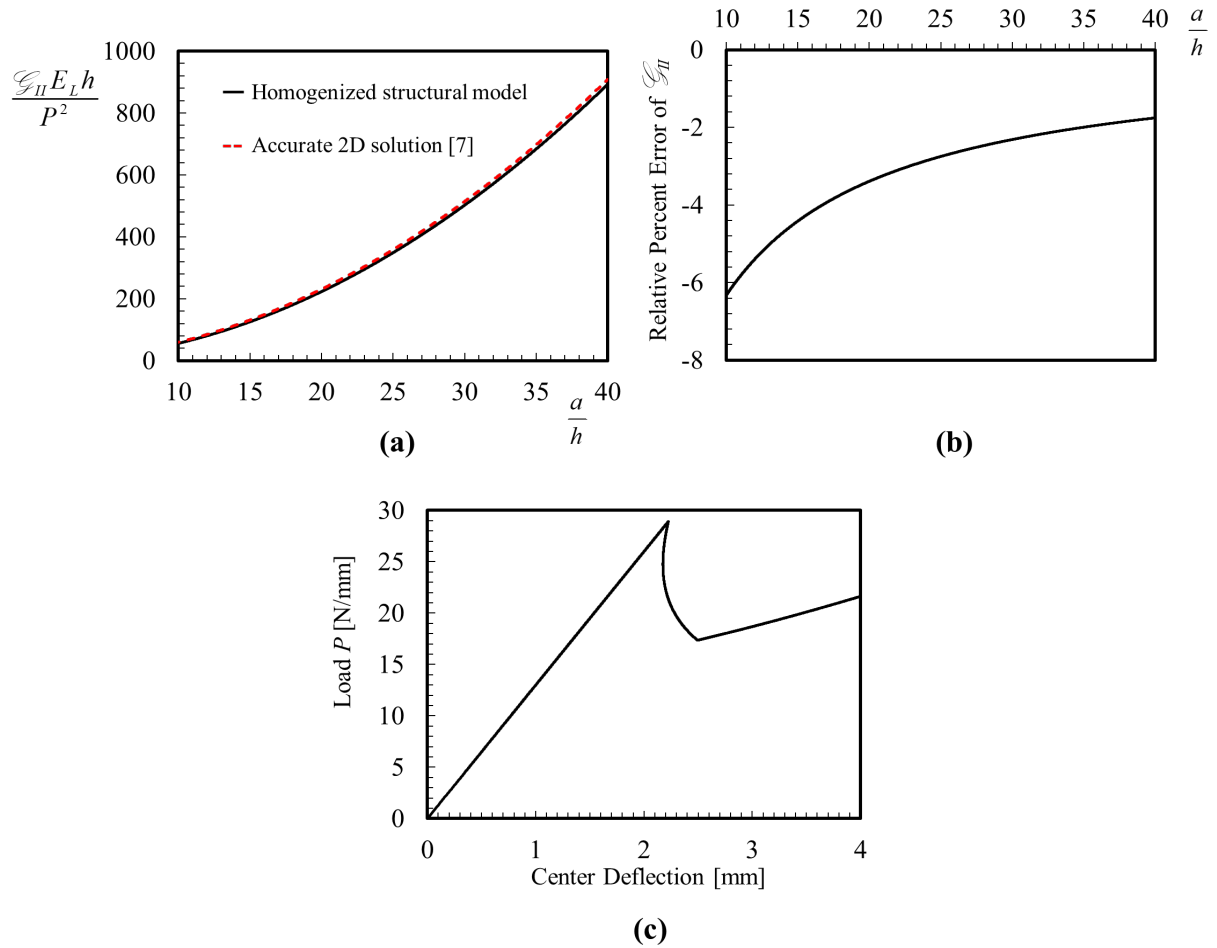 1000
800
600
400
200
0
𝒢_II E_L h / P²
Homogenized structural model
Accurate 2D solution [7]
10 15 20 25 30 35 40
a/h
(a)
10 15 20 25 30 35 40
a/h
0
-2
-4
-6
-8
Relative Percent Error of 𝒢_II
(b)
30
25
20
15
10
5
0
Load P [N/mm]
0 1 2 3 4
Center Deflection [mm]
(c)